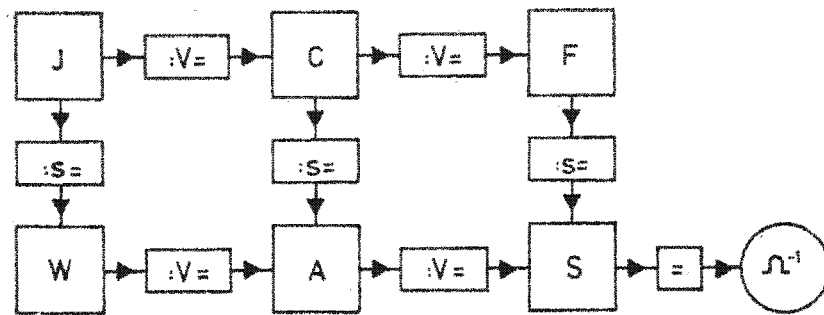 J :V= C :V= F
:s= :s= :s=
W :V= A :V= S = Ω⁻¹